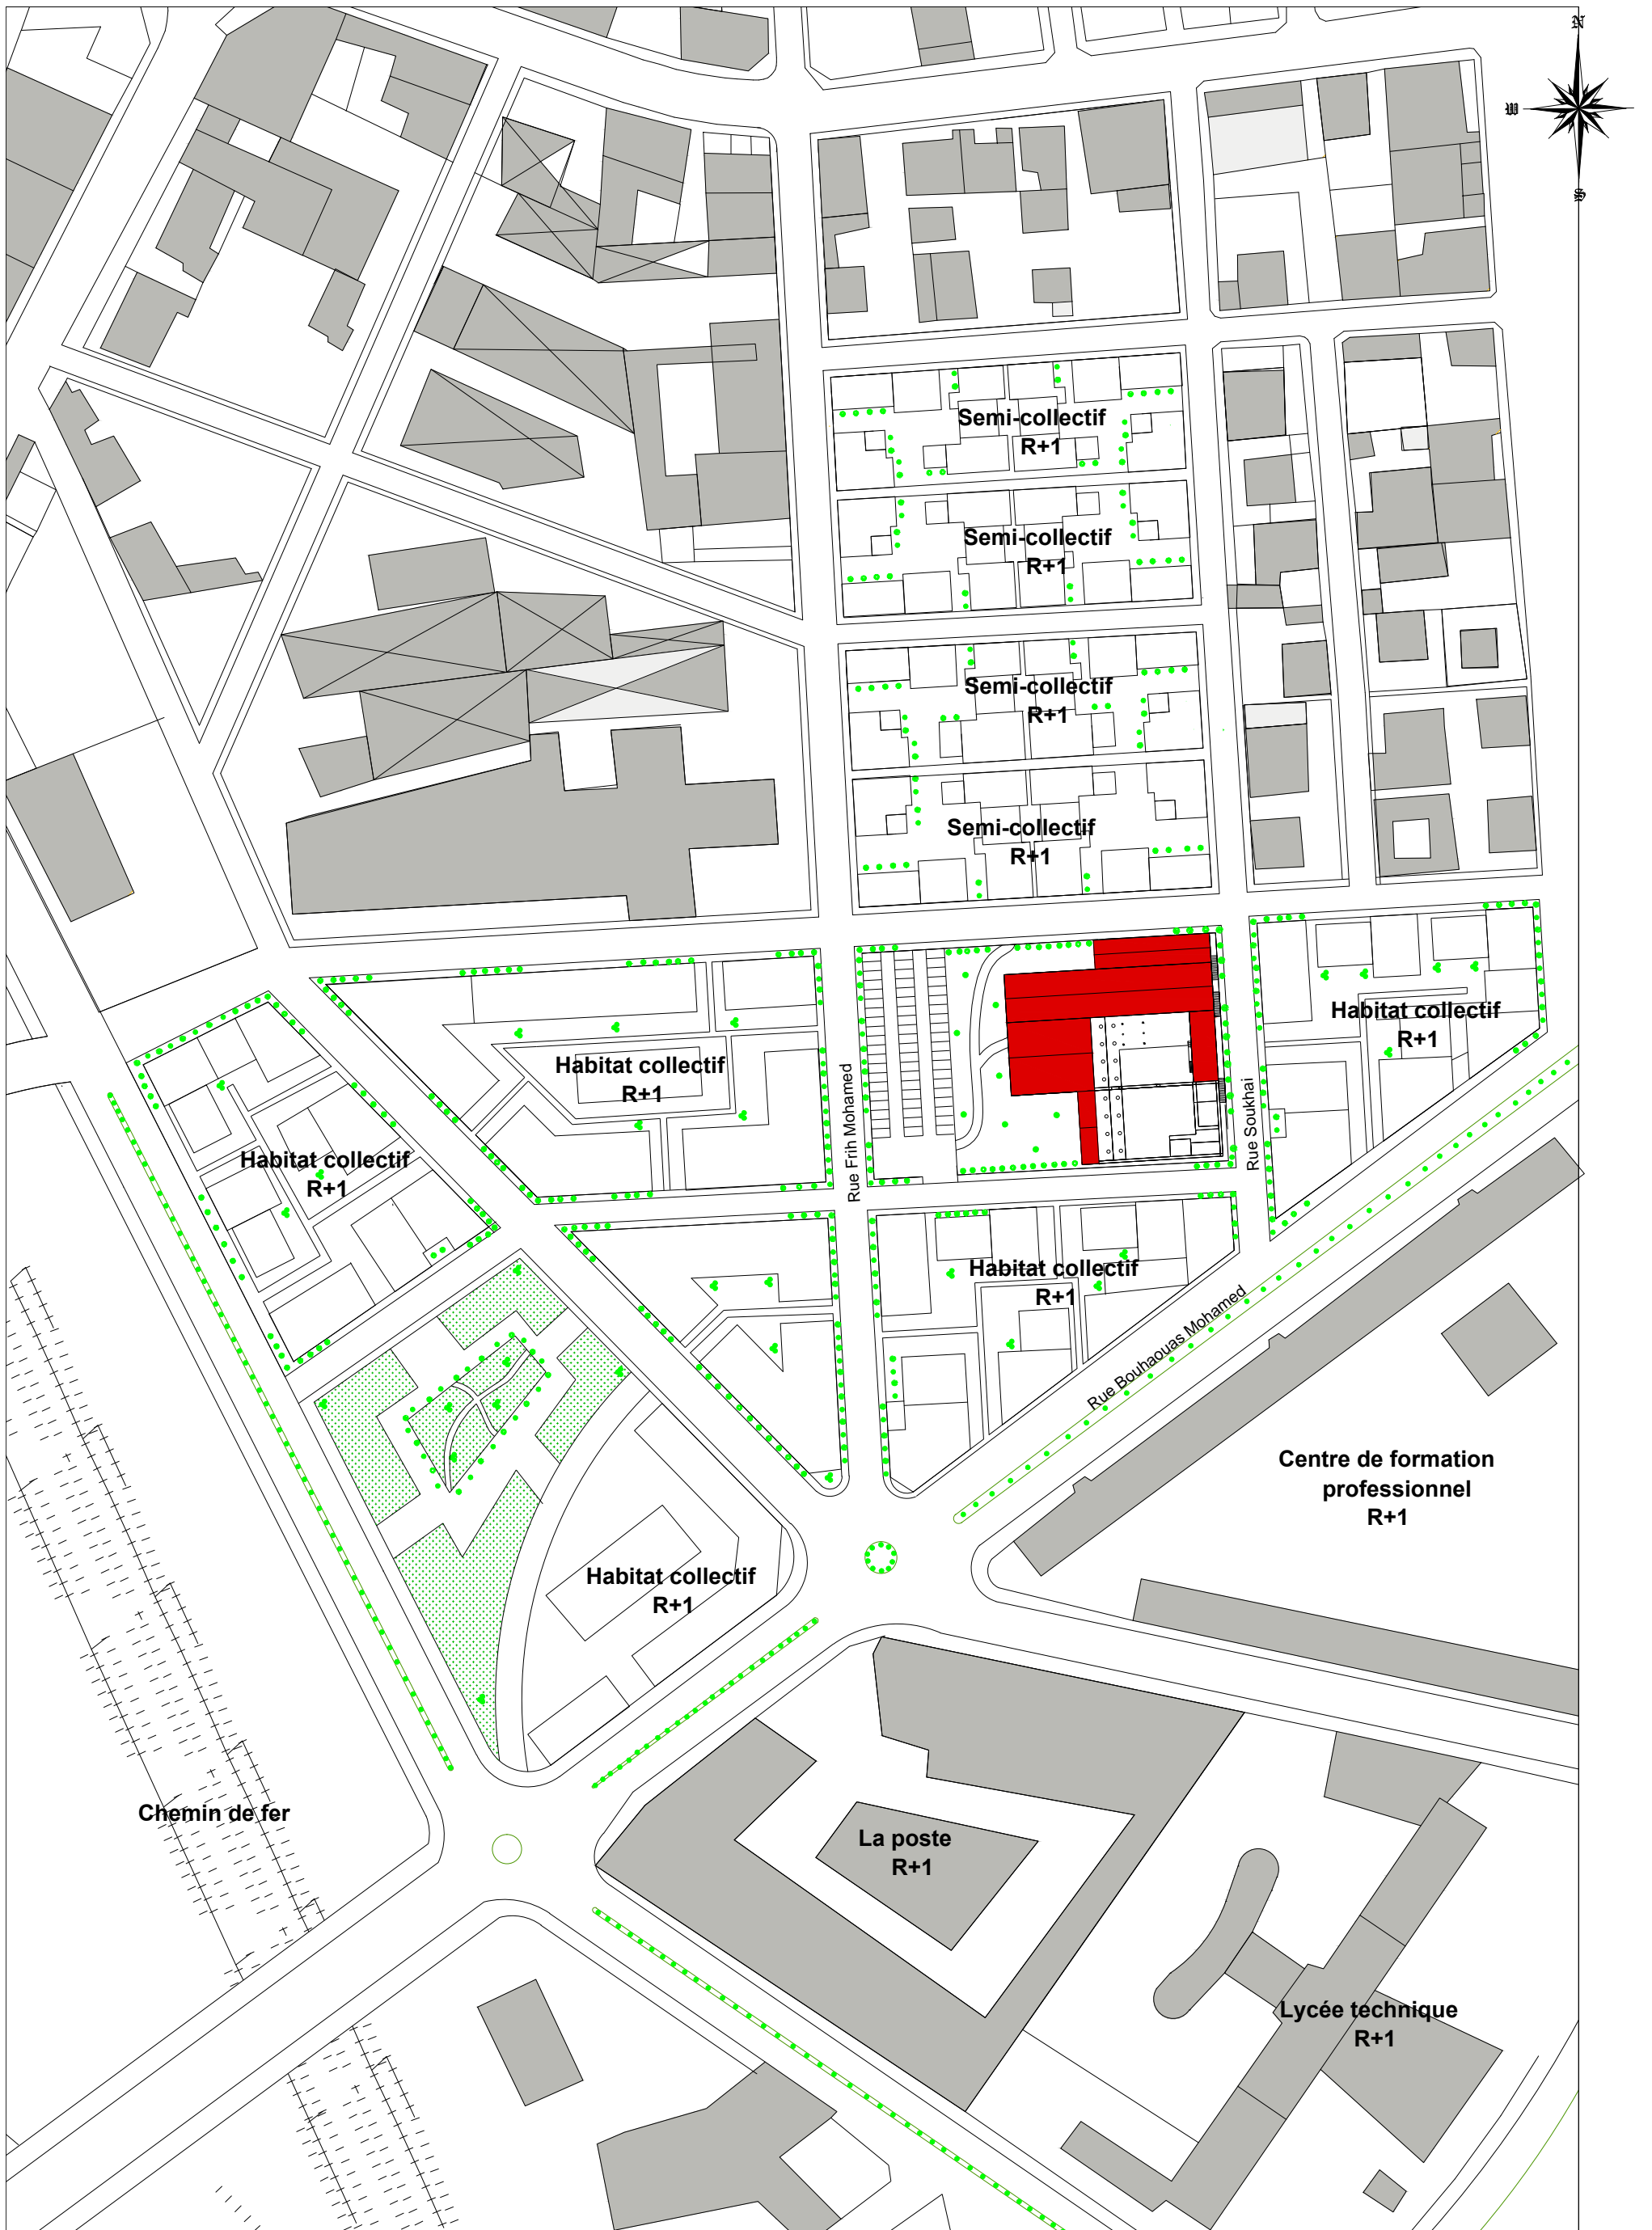 N
W
S
Semi-collectif
R+1
Semi-collectif
R+1
Semi-collectif
R+1
Semi-collectif
R+1
Habitat collectif
R+1
Habitat collectif
R+1
Rue Frih Mohamed
Rue Soukhai
Habitat collectif
R+1
Habitat collectif
R+1
Rue Bouhaouas Mohamed
Centre de formation
professionnel
R+1
Habitat collectif
R+1
Chemin de fer
La poste
R+1
Lycée technique
R+1